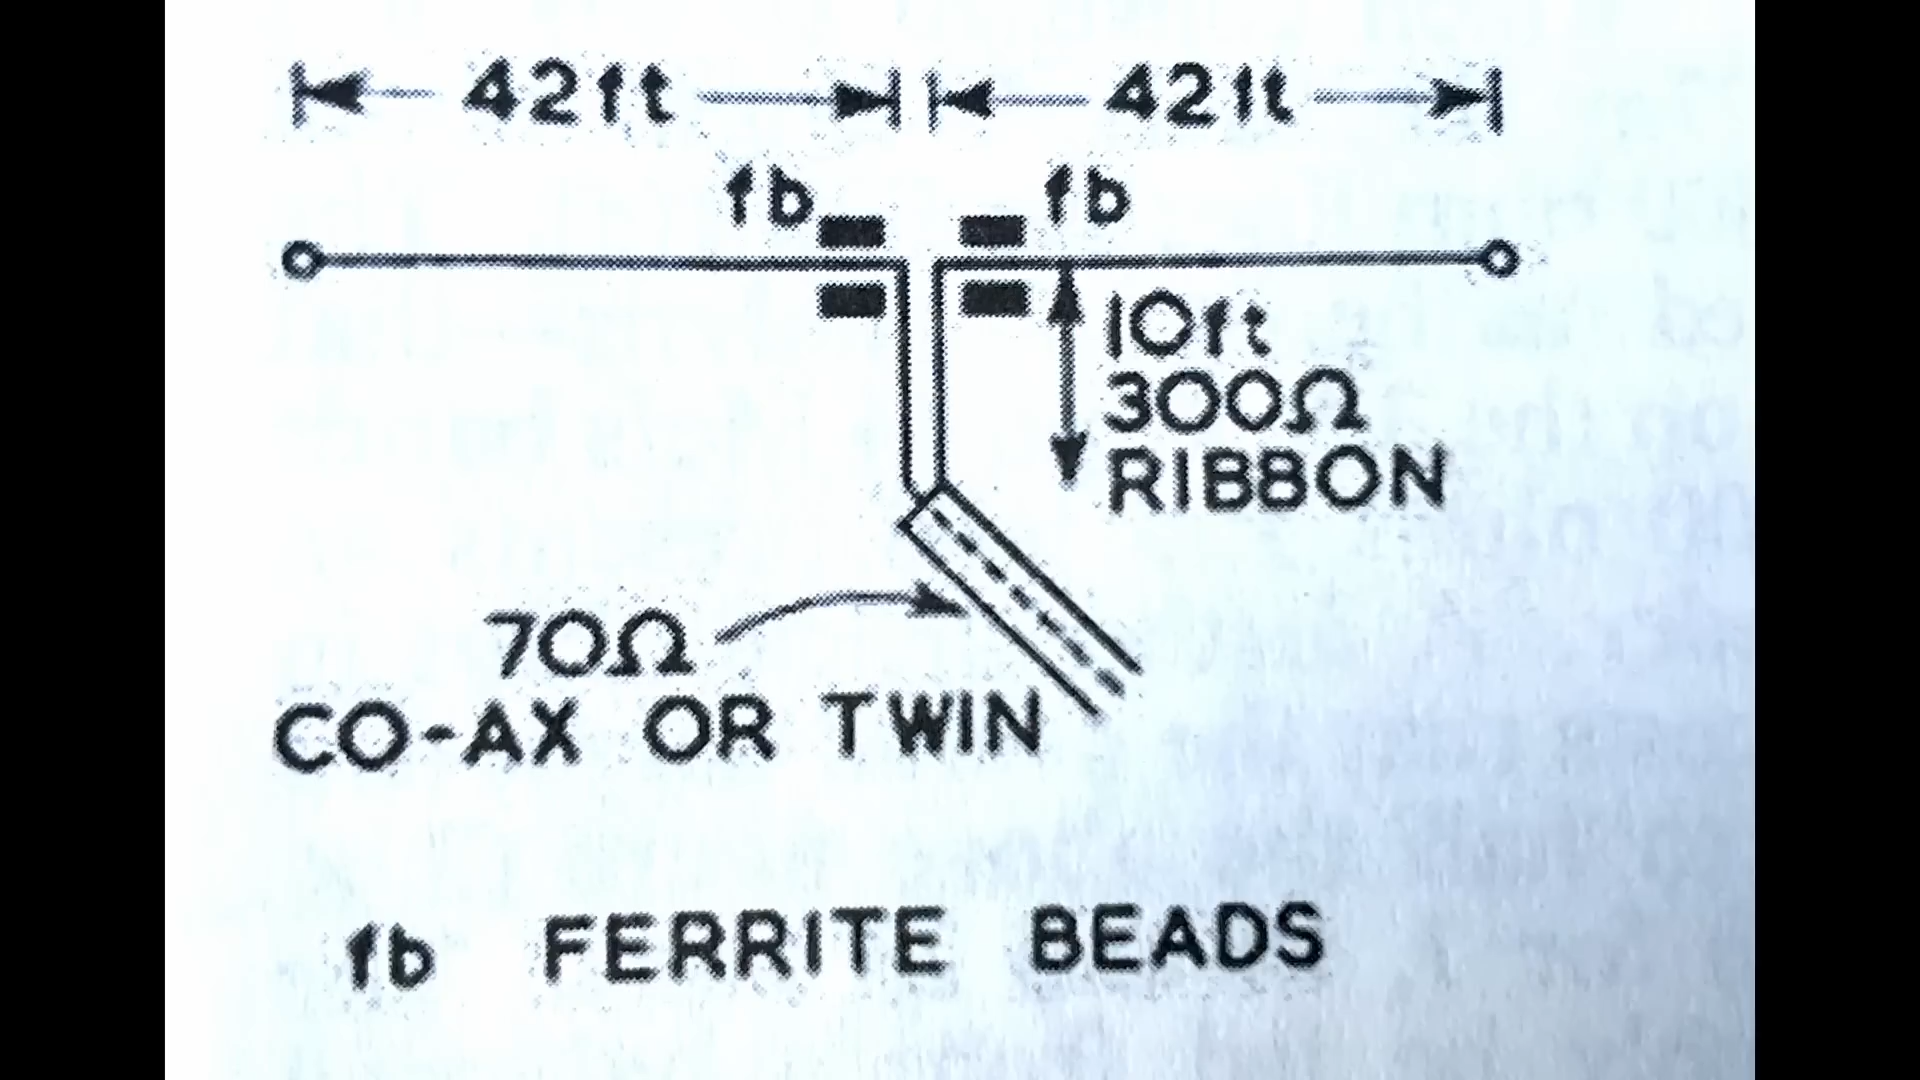 42ft 42ft
fb fb
10ft
300Ω
RIBBON
70Ω
CO-AX OR TWIN
fb FERRITE BEADS